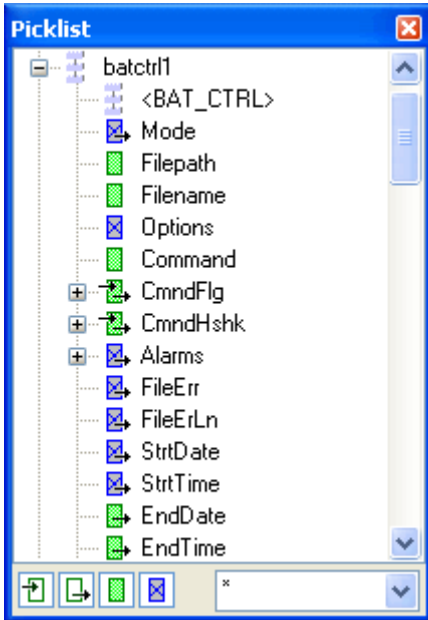 Picklist
batctrl1
<BAT_CTRL>
Mode
Filepath
Filename
Options
Command
CmndFlg
CmndHshk
Alarms
FileErr
FileErLn
StrtDate
StrtTime
EndDate
EndTime
*